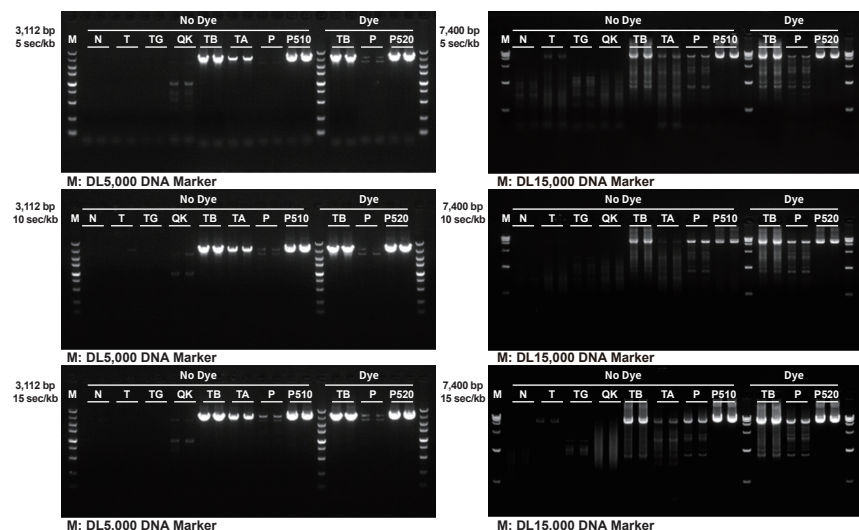 3,112 bp
5 sec/kb
No Dye
Dye
M N T TG QK TB TA P P510 TB P P520
M: DL5,000 DNA Marker
7,400 bp
5 sec/kb
No Dye
Dye
M N T TG QK TB TA P P510 TB P P520
M: DL15,000 DNA Marker
3,112 bp
10 sec/kb
No Dye
Dye
M N T TG QK TB TA P P510 TB P P520
M: DL5,000 DNA Marker
7,400 bp
10 sec/kb
No Dye
Dye
M N T TG QK TB TA P P510 TB P P520
M: DL15,000 DNA Marker
3,112 bp
15 sec/kb
No Dye
Dye
M N T TG QK TB TA P P510 TB P P520
M: DL5,000 DNA Marker
7,400 bp
15 sec/kb
No Dye
Dye
M N T TG QK TB TA P P510 TB P P520
M: DL15,000 DNA Marker